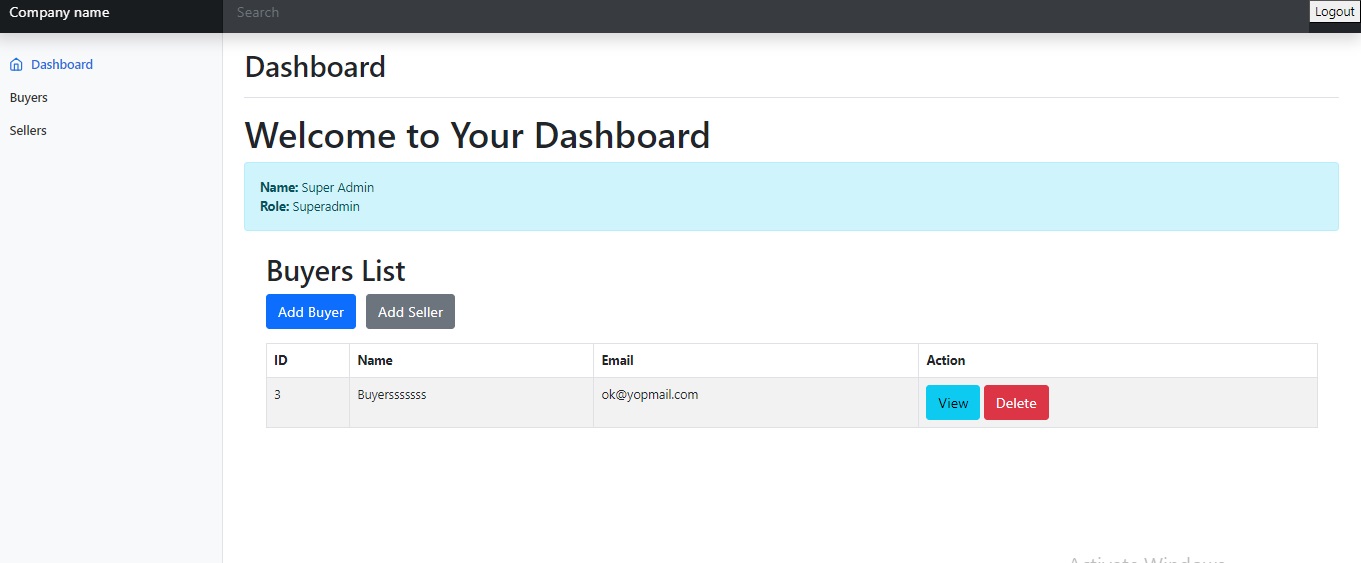 Company name Search Logout
Dashboard
Buyers
Sellers
Dashboard
Welcome to Your Dashboard
Name: Super Admin
Role: Superadmin
Buyers List
Add Buyer Add Seller
ID Name Email Action
3 Buyersssssss ok@yopmail.com View Delete
Activate Windows